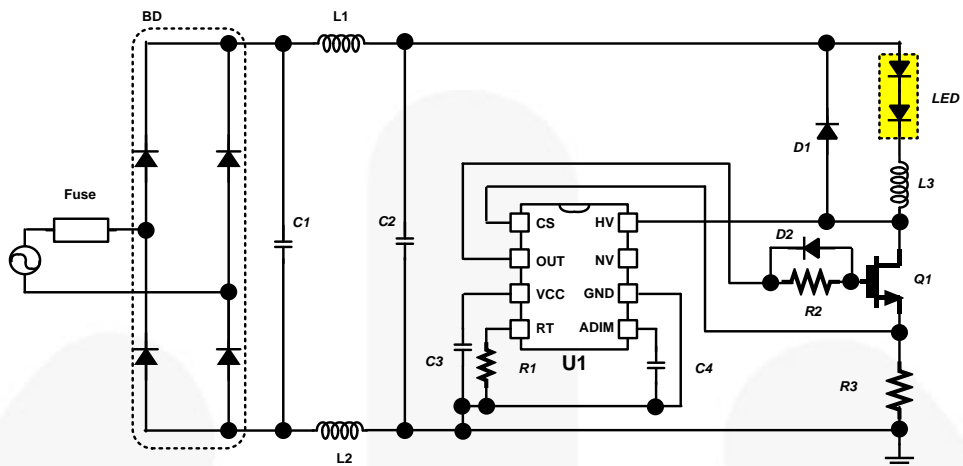 BD
L1
LED
D1
L3
Fuse
C1
C2
CS
HV
D2
OUT
NV
Q1
VCC
GND
R2
RT
ADIM
C3
R1
U1
C4
R3
L2